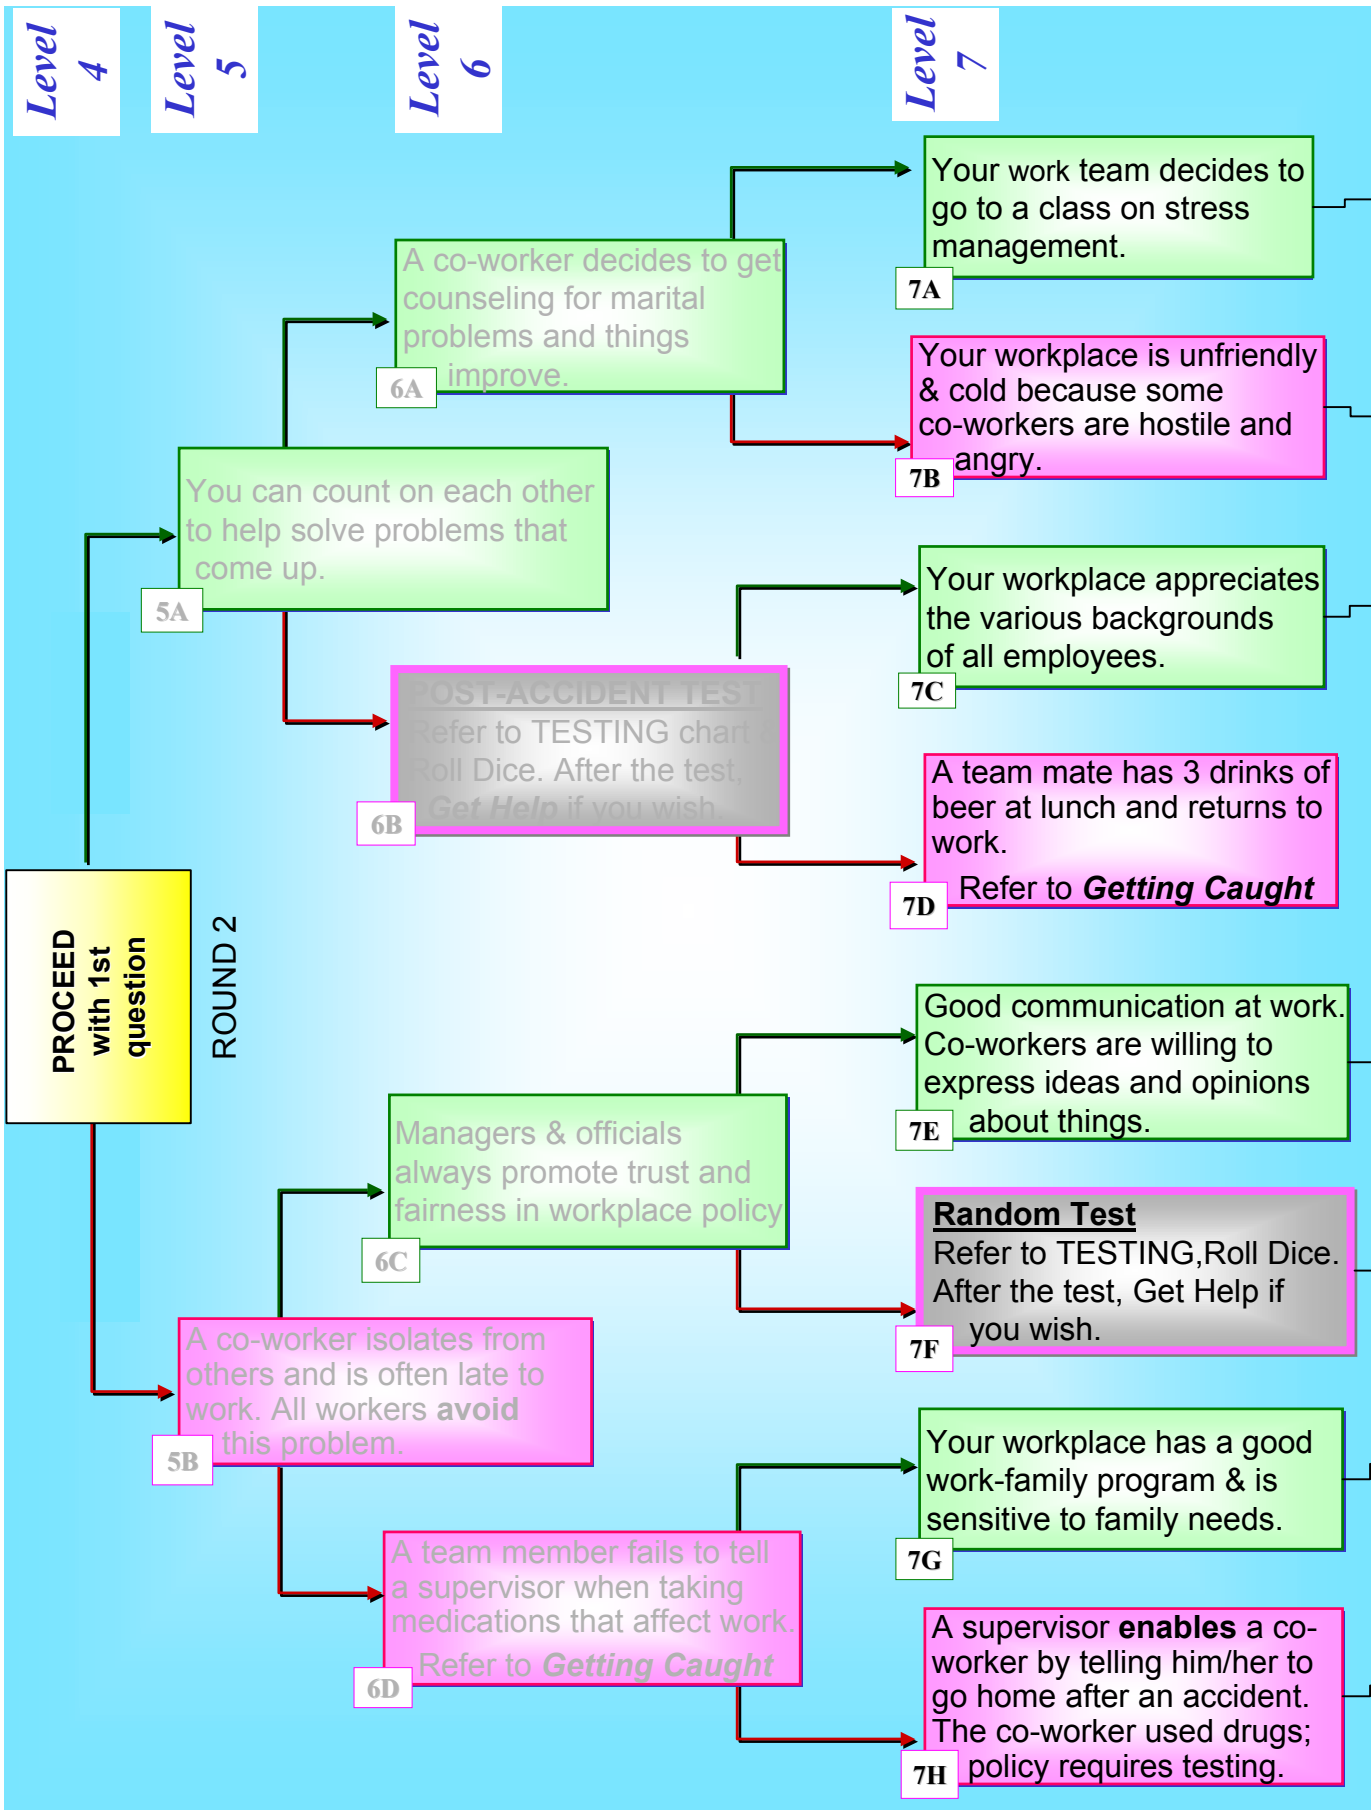 Level
4
Level
5
Level
6
Level
7
Your work team decides to
go to a class on stress
management.
7A
A co-worker decides to get
counseling for marital
problems and things
improve.
6A
Your workplace is unfriendly
& cold because some
co-workers are hostile and
angry.
7B
You can count on each other
to help solve problems that
come up.
5A
Your workplace appreciates
the various backgrounds
of all employees.
7C
POST-ACCIDENT TEST
Refer to TESTING chart
Roll Dice. After the test,
Get Help if you wish.
6B
A team mate has 3 drinks of
beer at lunch and returns to
work.
Refer to Getting Caught
7D
PROCEED
with 1st
question
ROUND 2
Good communication at work.
Co-workers are willing to
express ideas and opinions
about things.
7E
Managers & officials
always promote trust and
fairness in workplace policy
6C
Random Test
Refer to TESTING,Roll Dice.
After the test, Get Help if
you wish.
7F
A co-worker isolates from
others and is often late to
work. All workers avoid
this problem.
5B
Your workplace has a good
work-family program & is
sensitive to family needs.
7G
A team member fails to tell
a supervisor when taking
medications that affect work.
Refer to Getting Caught
6D
A supervisor enables a co-
worker by telling him/her to
go home after an accident.
The co-worker used drugs;
policy requires testing.
7H